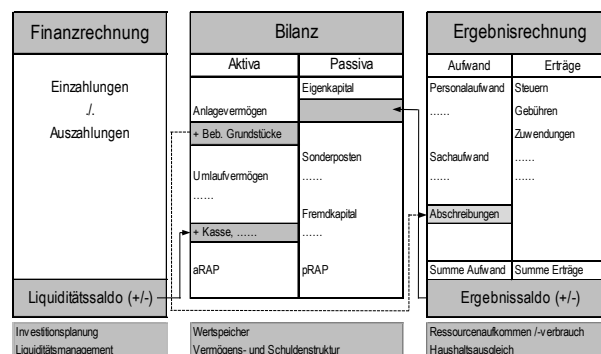 Finanzrechnung
Einzahlungen
./.
Auszahlungen
Liquiditätssaldo (+/-)
Investitionsplanung
Liquiditätsmanagement
Bilanz
Aktiva
Passiva
Anlagevermögen
+ Beb. Grundstücke
Umlaufvermögen
......
+ Kasse, ......
aRAP
Eigenkapital
Sonderposten
......
Fremdkapital
......
pRAP
Wertspeicher
Vermögens- und Schuldenstruktur
Ergebnisrechnung
Aufwand
Erträge
Personalaufwand
......
Sachaufwand
......
Abschreibungen
Summe Aufwand
Steuern
Gebühren
Zuwendungen
......
......
Summe Erträge
Ergebnissaldo (+/-)
Ressourcenaufkommen /-verbrauch
Haushaltsausgleich